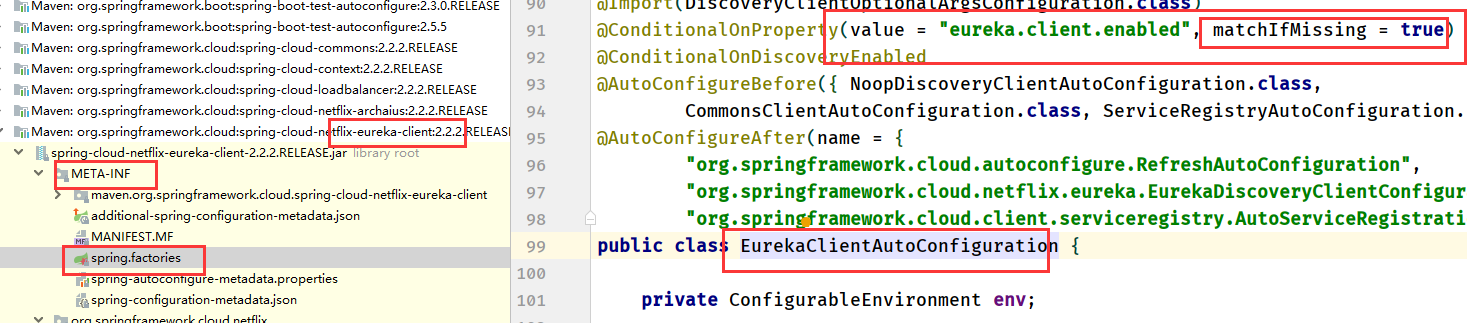 Maven: org.springframework.boot:spring-boot-test-autoconfigure:2.3.0.RELEASE
Maven: org.springframework.boot:spring-boot-test-autoconfigure:2.5.5
Maven: org.springframework.cloud:spring-cloud-commons:2.2.2.RELEASE
Maven: org.springframework.cloud:spring-cloud-context:2.2.2.RELEASE
Maven: org.springframework.cloud:spring-cloud-loadbalancer:2.2.2.RELEASE
Maven: org.springframework.cloud:spring-cloud-netflix-archaius:2.2.2.RELEASE
Maven: org.springframework.cloud:spring-cloud-netflix-eureka-client:2.2.2.RELEASE
spring-cloud-netflix-eureka-client-2.2.2.RELEASE.jar library root
META-INF
maven.org.springframework.cloud.spring-cloud-netflix-eureka-client
additional-spring-configuration-metadata.json
MF MANIFEST.MF
spring.factories
spring-autoconfigure-metadata.properties
spring-configuration-metadata.json
org.springframework.cloud.netflix
90 @Import(DiscoveryClientOptionalArgsConfiguration.class)
91 @ConditionalOnProperty(value = "eureka.client.enabled", matchIfMissing = true)
92 @ConditionalOnDiscoveryEnabled
93 @AutoConfigureBefore({ NoopDiscoveryClientAutoConfiguration.class,
94 CommonsClientAutoConfiguration.class, ServiceRegistryAutoConfiguration.
95 @AutoConfigureAfter(name = {
96 "org.springframework.cloud.autoconfigure.RefreshAutoConfiguration",
97 "org.springframework.cloud.netflix.eureka.EurekaDiscoveryClientConfigur
98 "org.springframework.cloud.client.serviceregistry.AutoServiceRegistrati
99 public class EurekaClientAutoConfiguration {
100
101 private ConfigurableEnvironment env;